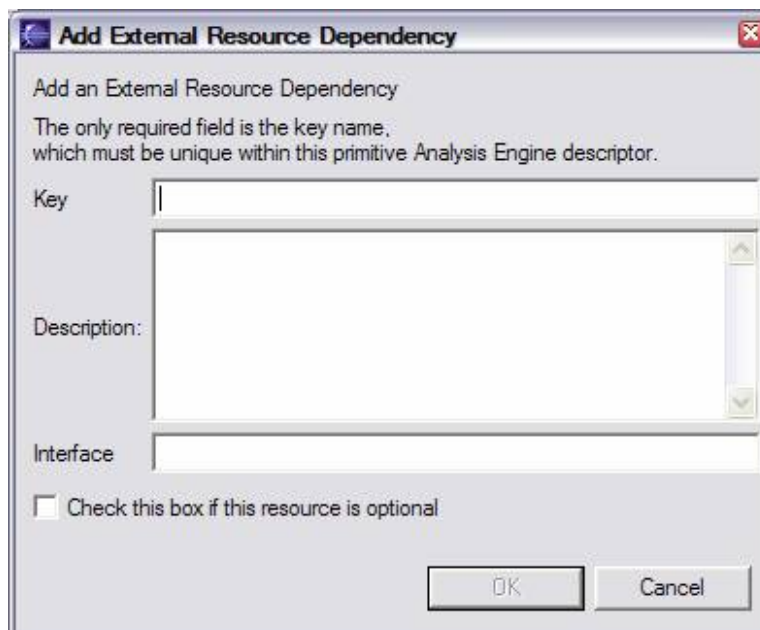 Add External Resource Dependency
Add an External Resource Dependency
The only required field is the key name,
which must be unique within this primitive Analysis Engine descriptor.
Key
Description:
Interface
Check this box if this resource is optional
OK Cancel